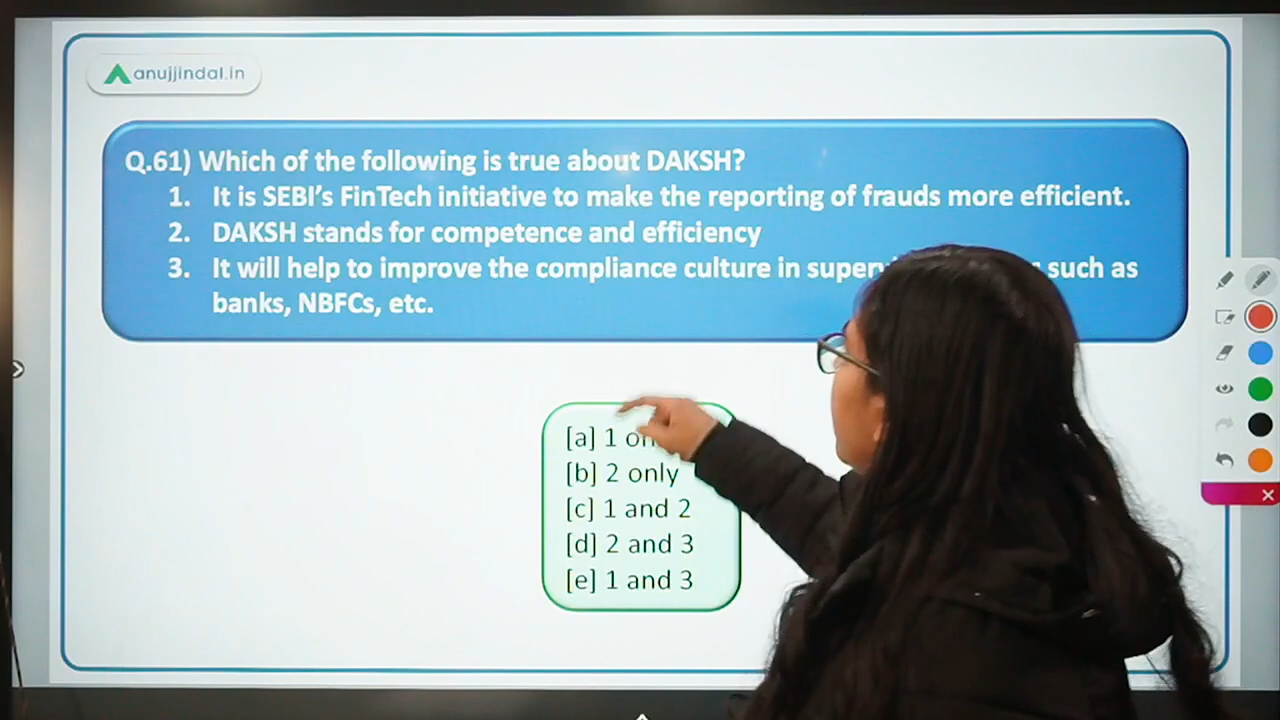 anujjindal.in
Q.61) Which of the following is true about DAKSH?
1. It is SEBI's FinTech initiative to make the reporting of frauds more efficient.
2. DAKSH stands for competence and efficiency
3. It will help to improve the compliance culture in such as
banks, NBFCs, etc.
[a] 1
[b] 2 only
[c] 1 and 2
[d] 2 and 3
[e] 1 and 3